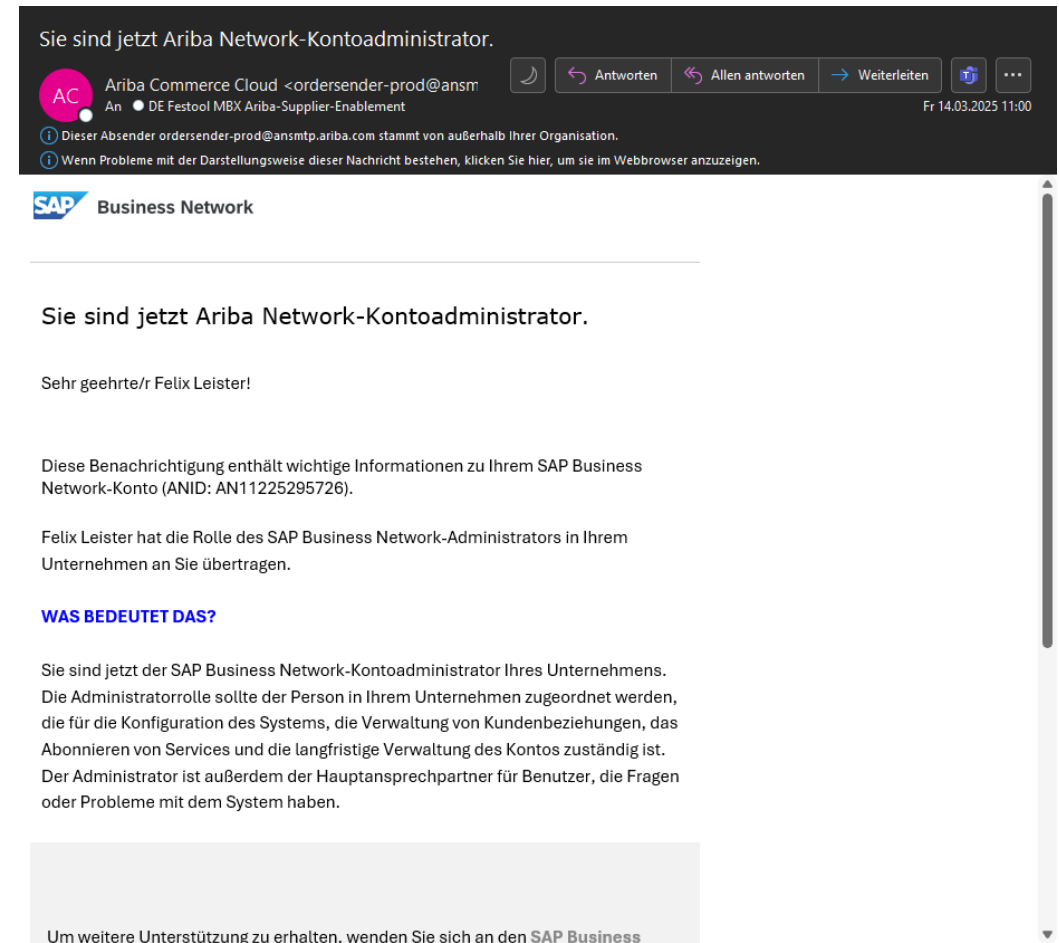 Sie sind jetzt Ariba Network-Kontoadministrator.
AC
Ariba Commerce Cloud <ordersender-prod@ansm
Antworten
Allen antworten
Weiterleiten
An DE Festool MBX Ariba-Supplier-Enablement
Fr 14.03.2025 11:00
Dieser Absender ordersender-prod@ansmtp.ariba.com stammt von außerhalb Ihrer Organisation.
Wenn Probleme mit der Darstellungsweise dieser Nachricht bestehen, klicken Sie hier, um sie im Webbrowser anzuzeigen.
SAP Business Network
Sie sind jetzt Ariba Network-Kontoadministrator.
Sehr geehrte/r Felix Leister!
Diese Benachrichtigung enthält wichtige Informationen zu Ihrem SAP Business
Network-Konto (ANID: AN11225295726).
Felix Leister hat die Rolle des SAP Business Network-Administrators in Ihrem
Unternehmen an Sie übertragen.
WAS BEDEUTET DAS?
Sie sind jetzt der SAP Business Network-Kontoadministrator Ihres Unternehmens.
Die Administratorrolle sollte der Person in Ihrem Unternehmen zugeordnet werden,
die für die Konfiguration des Systems, die Verwaltung von Kundenbeziehungen, das
Abonnieren von Services und die langfristige Verwaltung des Kontos zuständig ist.
Der Administrator ist außerdem der Hauptansprechpartner für Benutzer, die Fragen
oder Probleme mit dem System haben.
Um weitere Unterstützung zu erhalten, wenden Sie sich an den SAP Business